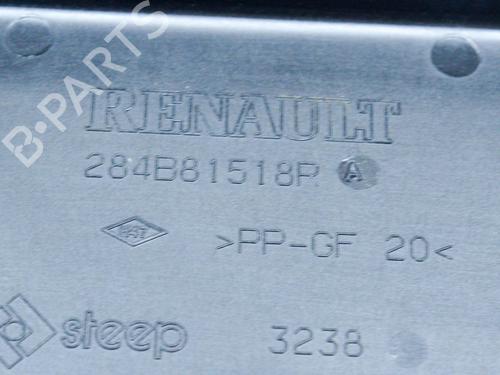 B-PARTS
RENAULT
284B81518R A
>PP-GF 20<
steep 3238